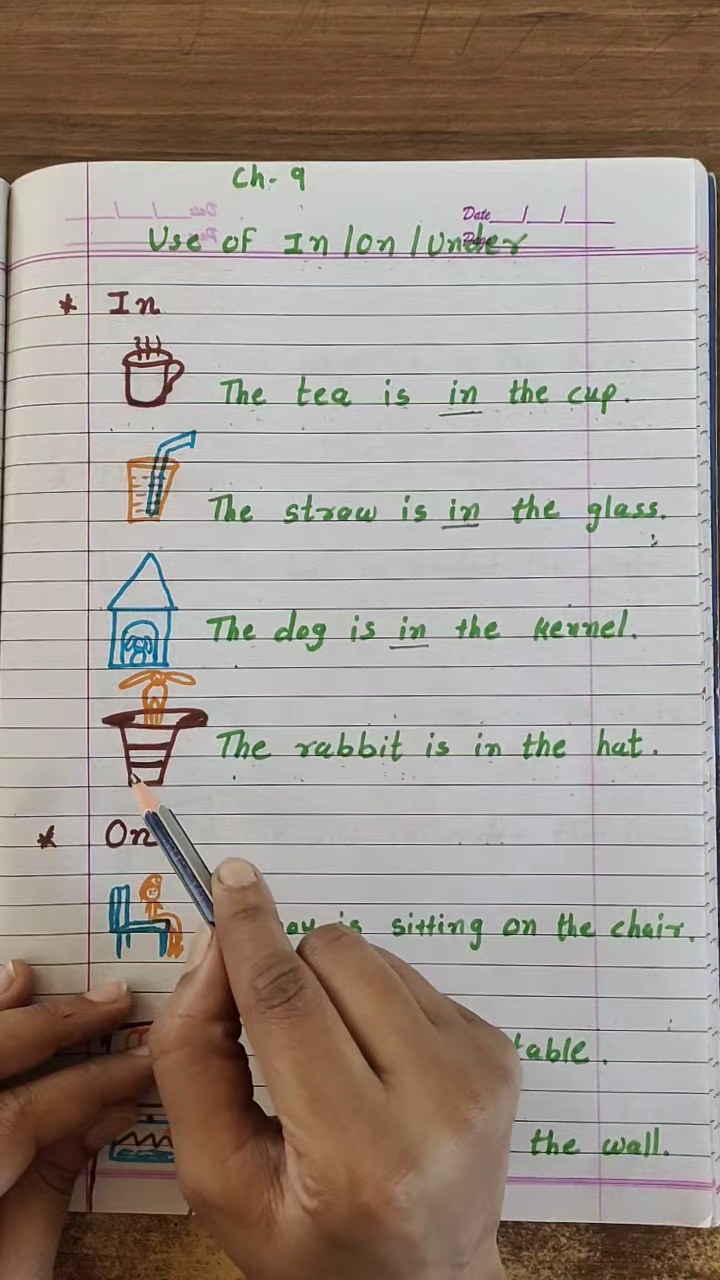 Ch- 9
Date
Use of In/On/Under
* In
The tea is in the cup.
The straw is in the glass.
The dog is in the kernel.
The rabbit is in the hat.
* On
is sitting on the chair.
table.
the wall.